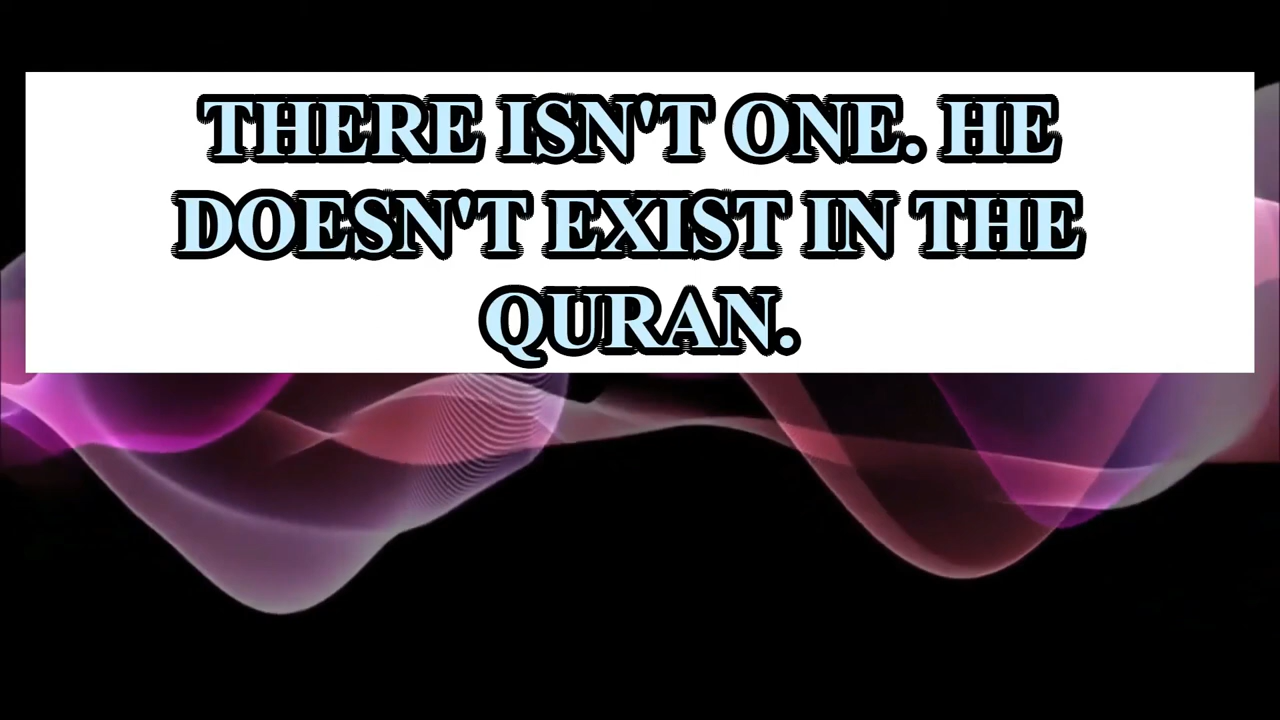 THERE ISN'T ONE. HE
DOESN'T EXIST IN THE
QURAN.